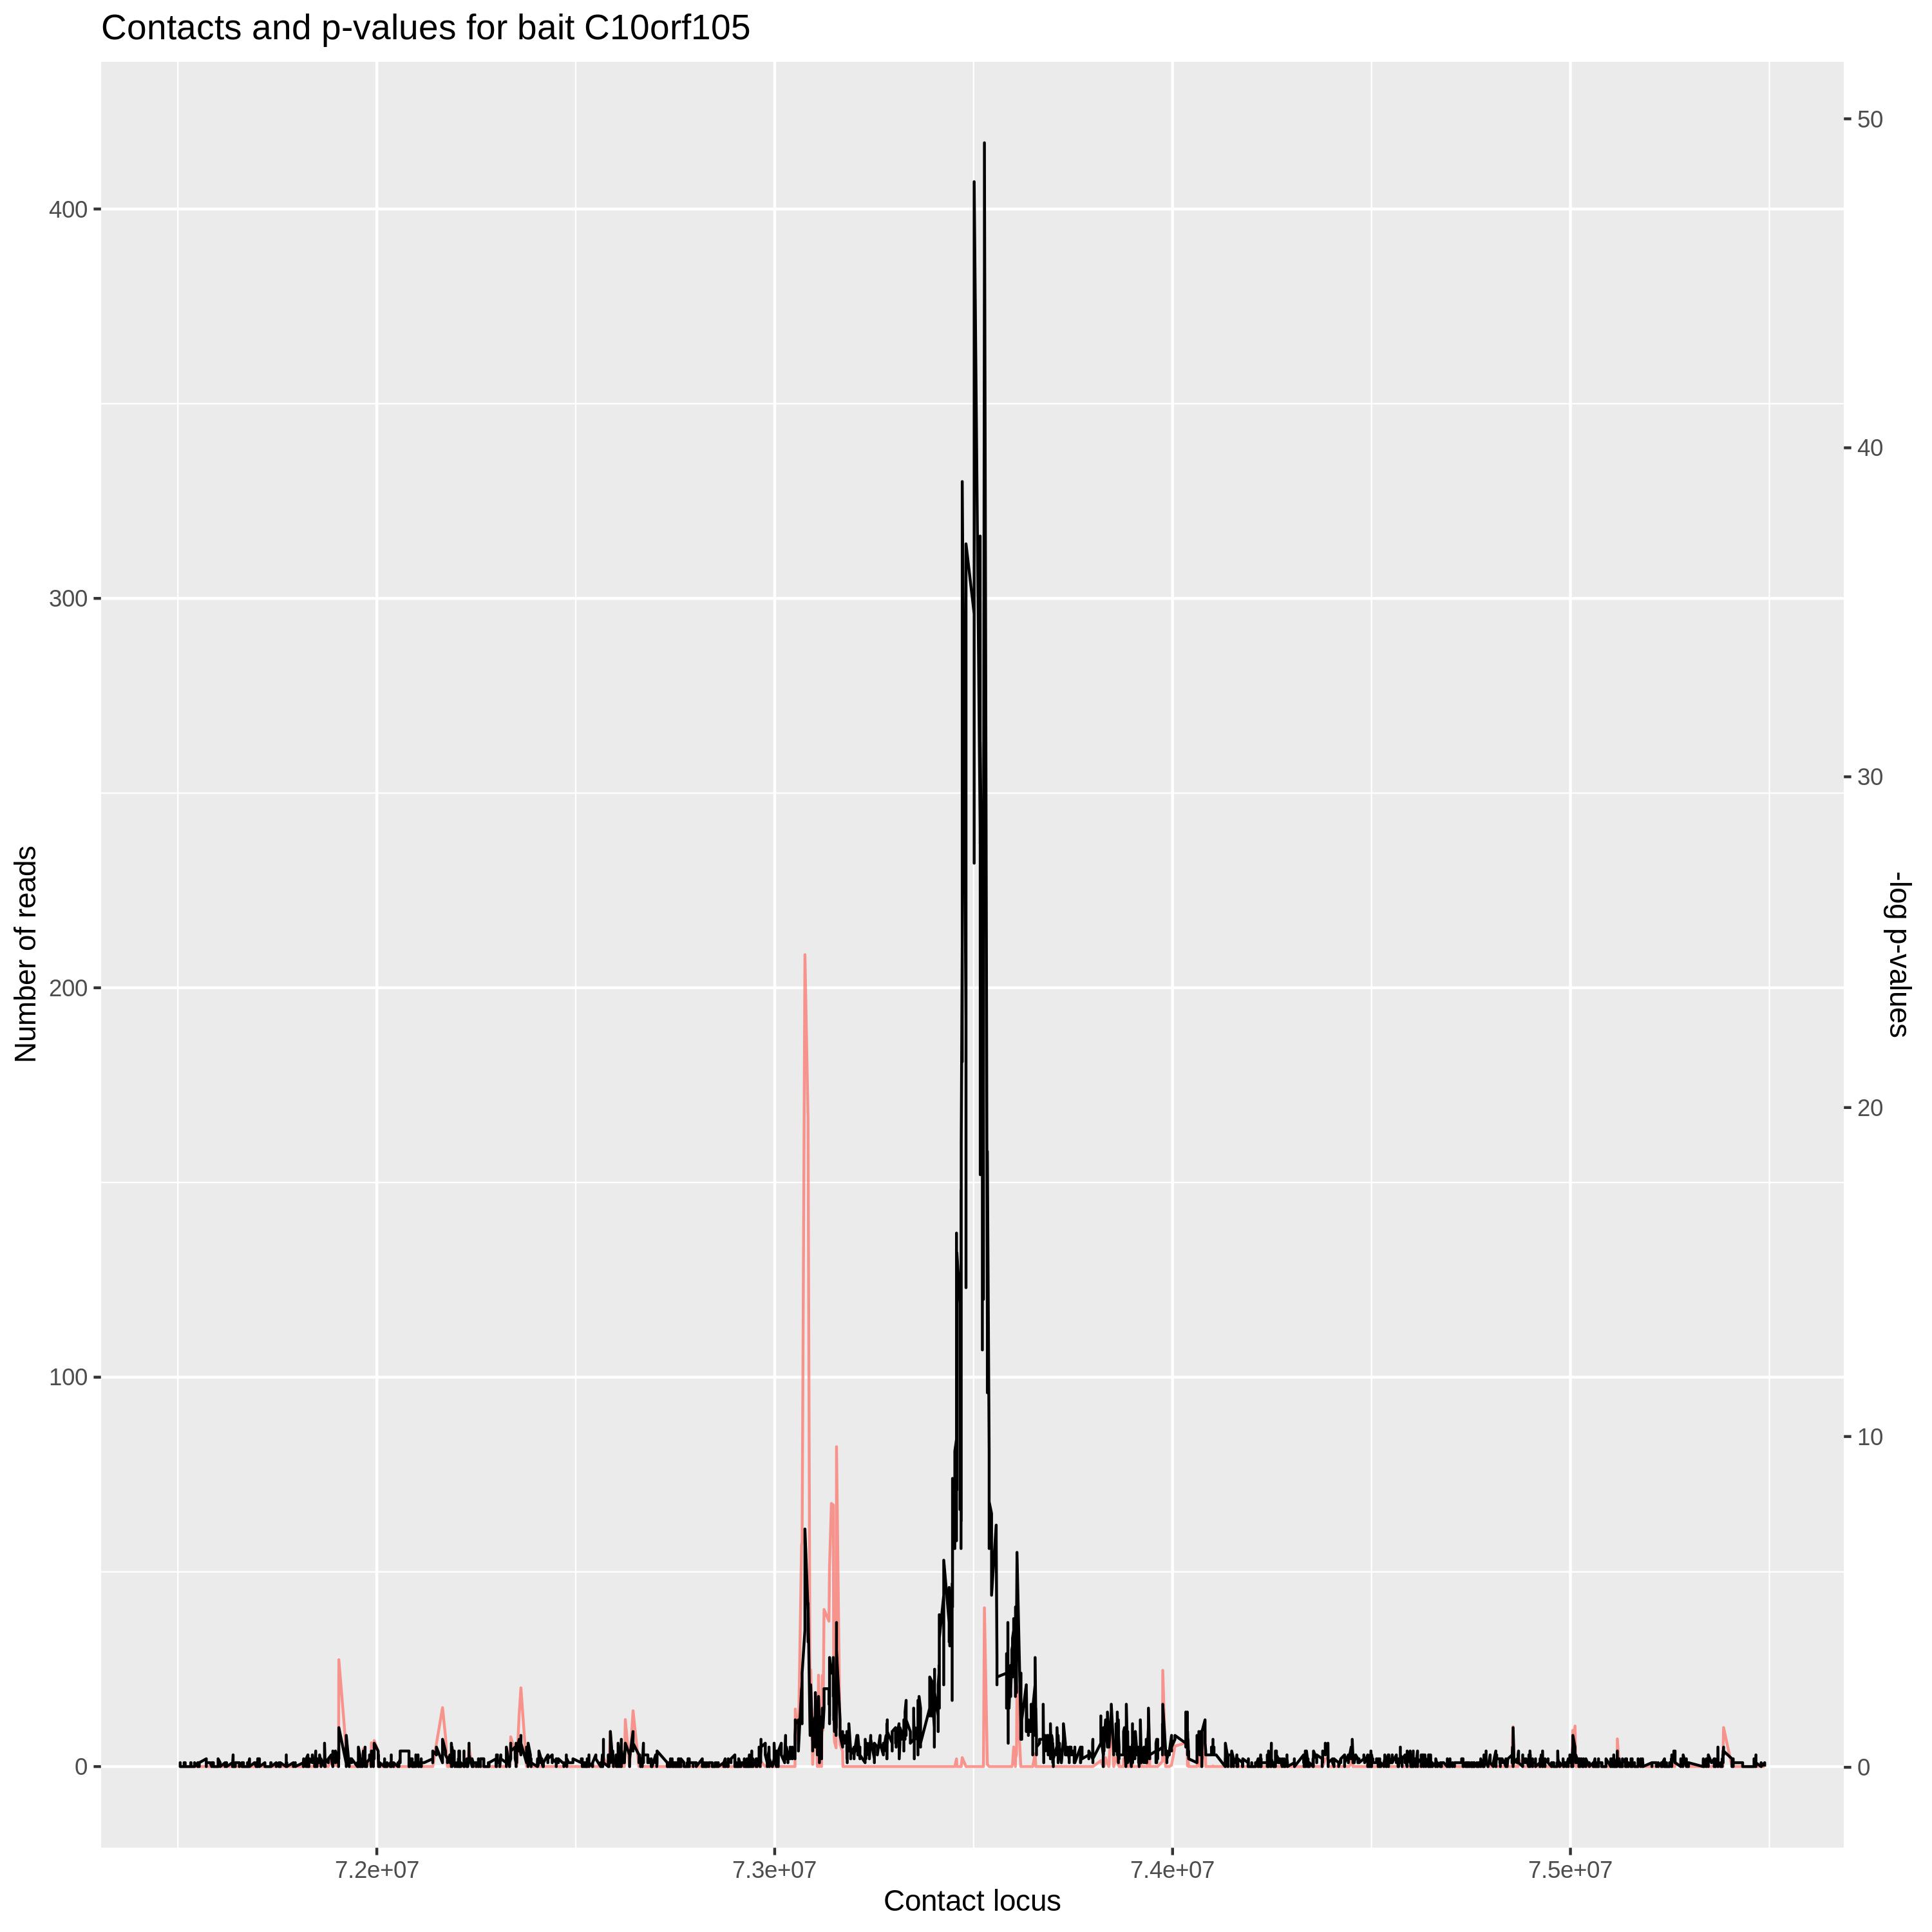 Contacts and p-values for bait C10orf105
Number of reads
400
300
200
100
0
50
40
30
20
10
0
-log p-values
7.2e+07 7.3e+07 7.4e+07 7.5e+07
Contact locus